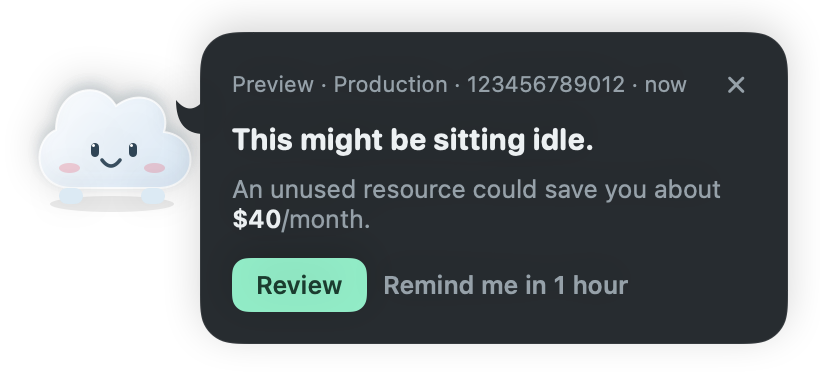 Preview · Production · 123456789012 · now
This might be sitting idle.
An unused resource could save you about
$40/month.
Review
Remind me in 1 hour